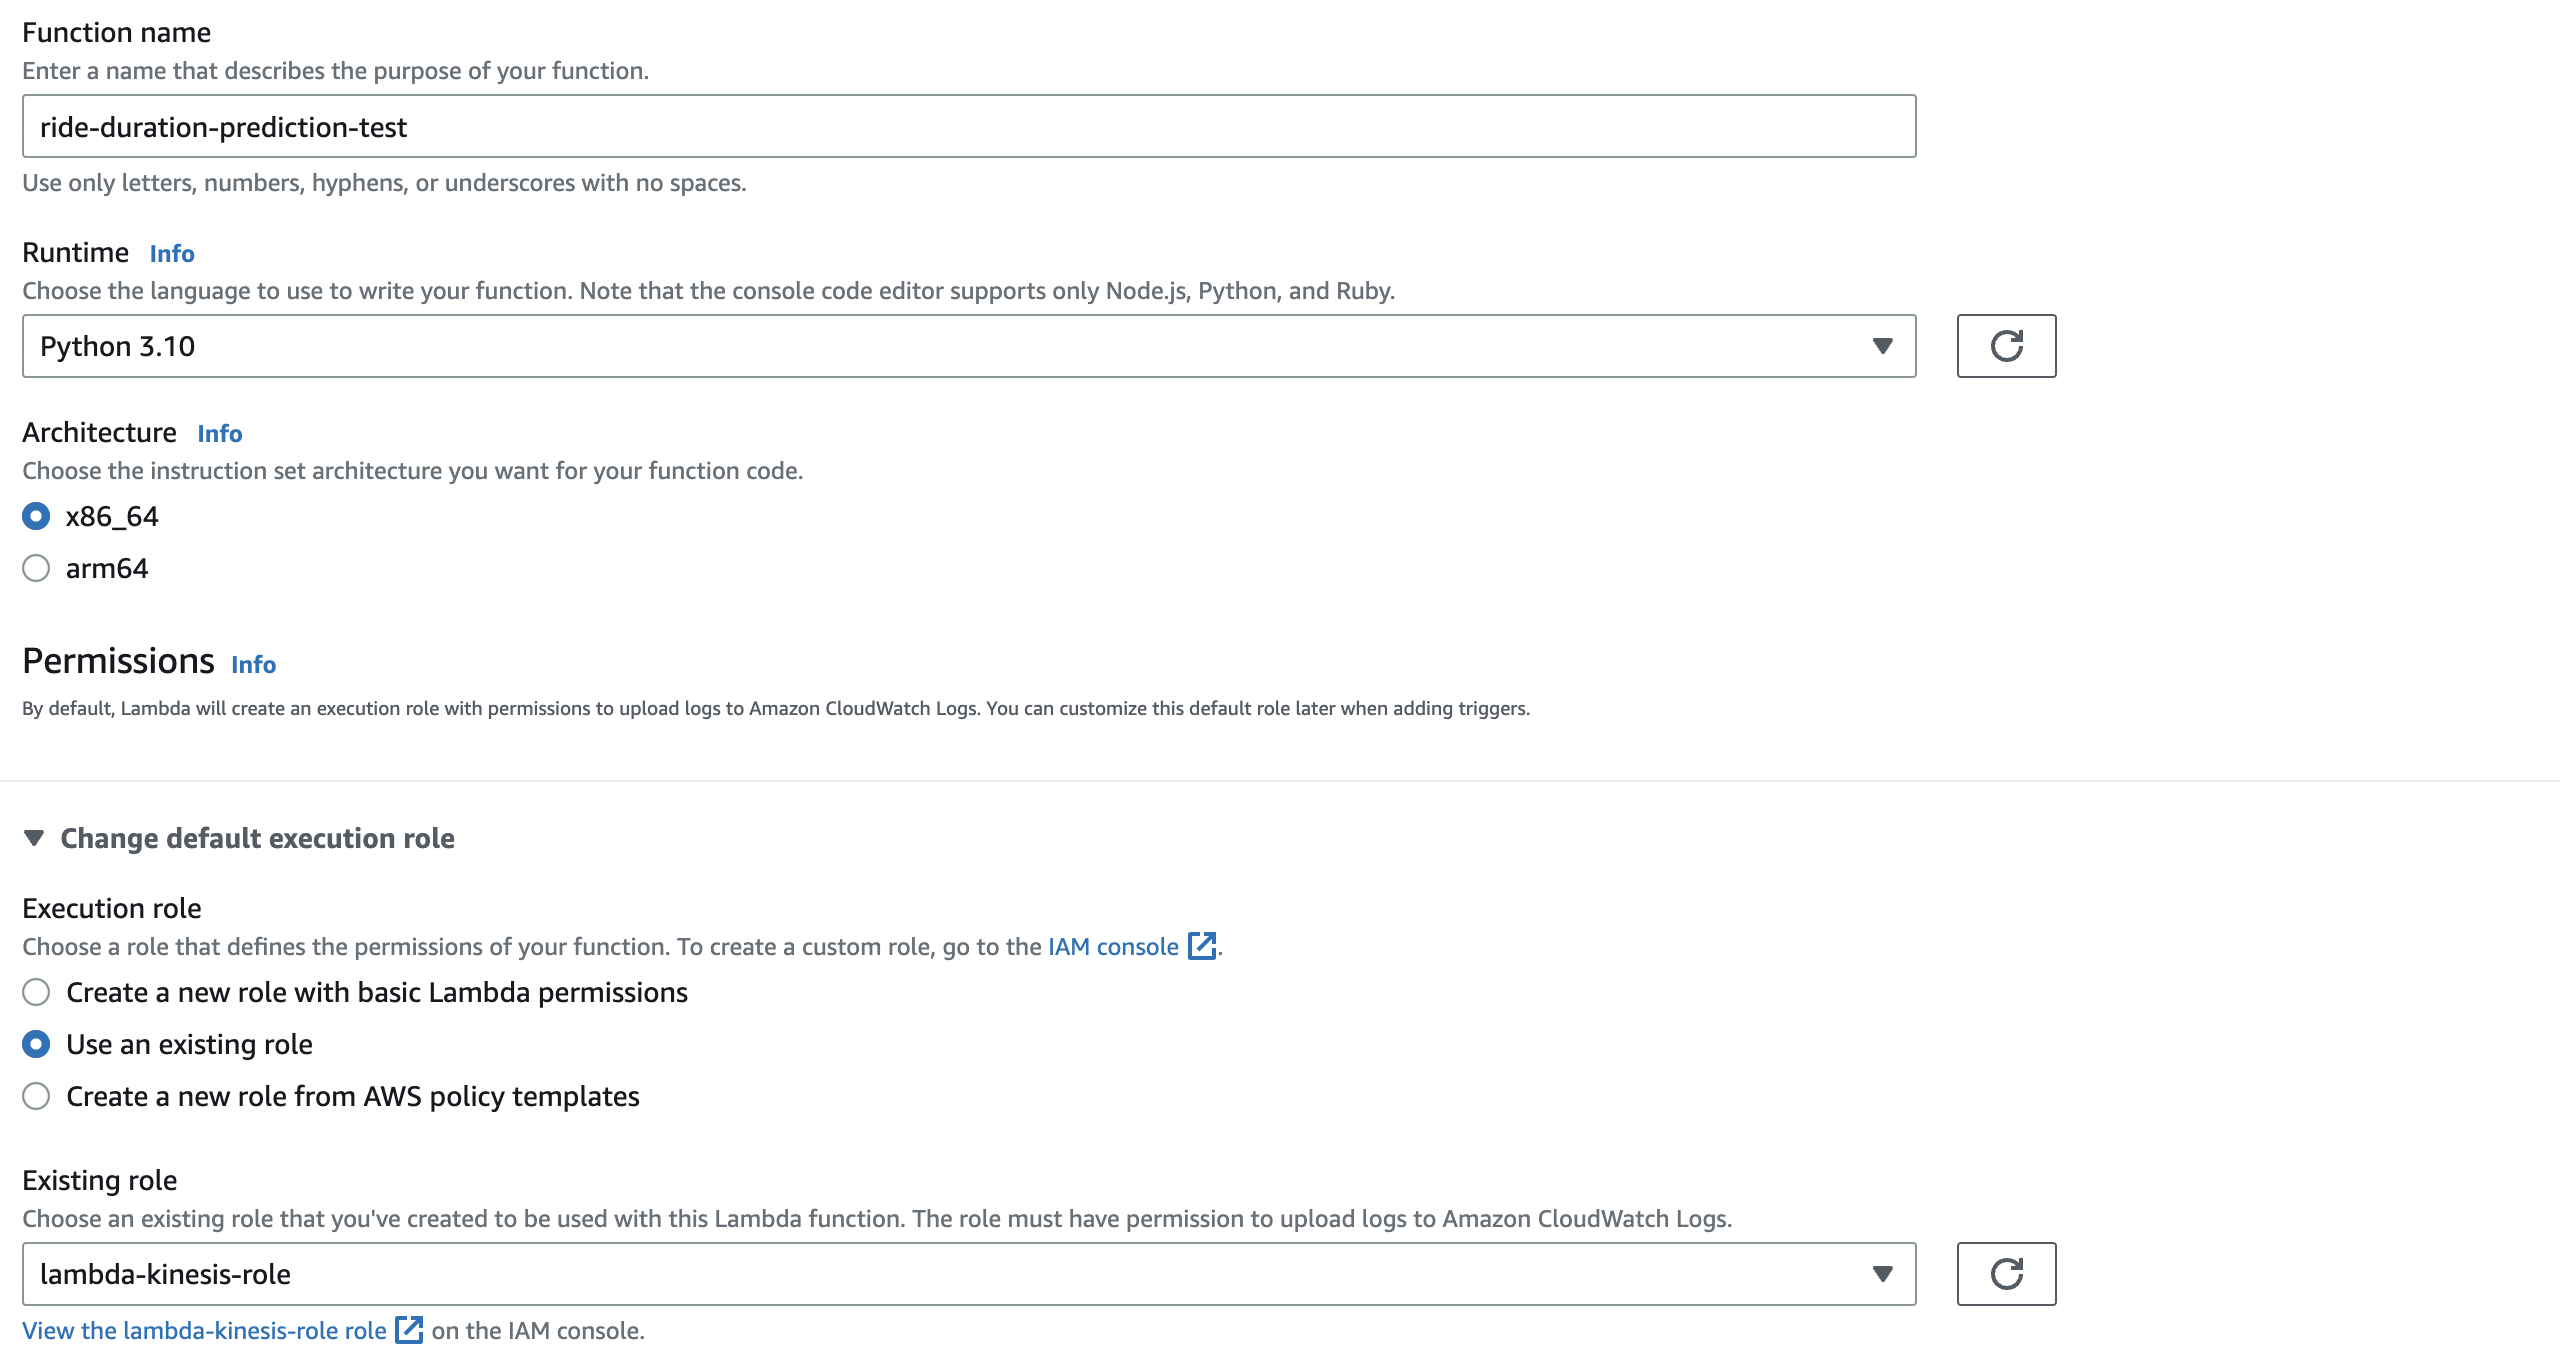 Function name
Enter a name that describes the purpose of your function.
ride-duration-prediction-test
Use only letters, numbers, hyphens, or underscores with no spaces.
Runtime Info
Choose the language to use to write your function. Note that the console code editor supports only Node.js, Python, and Ruby.
Python 3.10
Architecture Info
Choose the instruction set architecture you want for your function code.
x86_64
arm64
Permissions Info
By default, Lambda will create an execution role with permissions to upload logs to Amazon CloudWatch Logs. You can customize this default role later when adding triggers.
Change default execution role
Execution role
Choose a role that defines the permissions of your function. To create a custom role, go to the IAM console.
Create a new role with basic Lambda permissions
Use an existing role
Create a new role from AWS policy templates
Existing role
Choose an existing role that you've created to be used with this Lambda function. The role must have permission to upload logs to Amazon CloudWatch Logs.
lambda-kinesis-role
View the lambda-kinesis-role role on the IAM console.